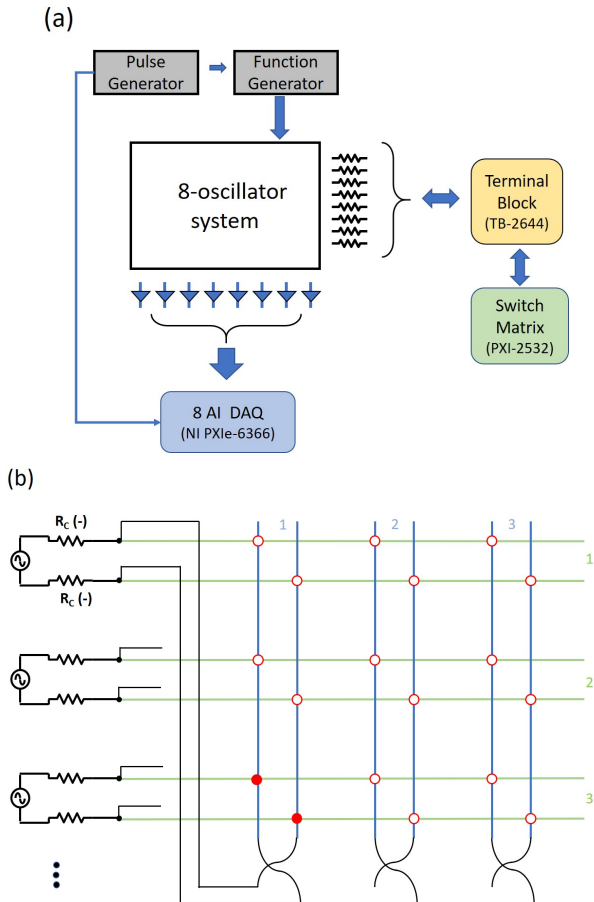 (a)
Pulse
Generator
Function
Generator
8-oscillator
system
Terminal
Block
(TB-2644)
Switch
Matrix
(PXI-2532)
8 AI DAQ
(NI PXIe-6366)
(b)
R_C (-)
1
2
3
1
R_C (-)
2
3